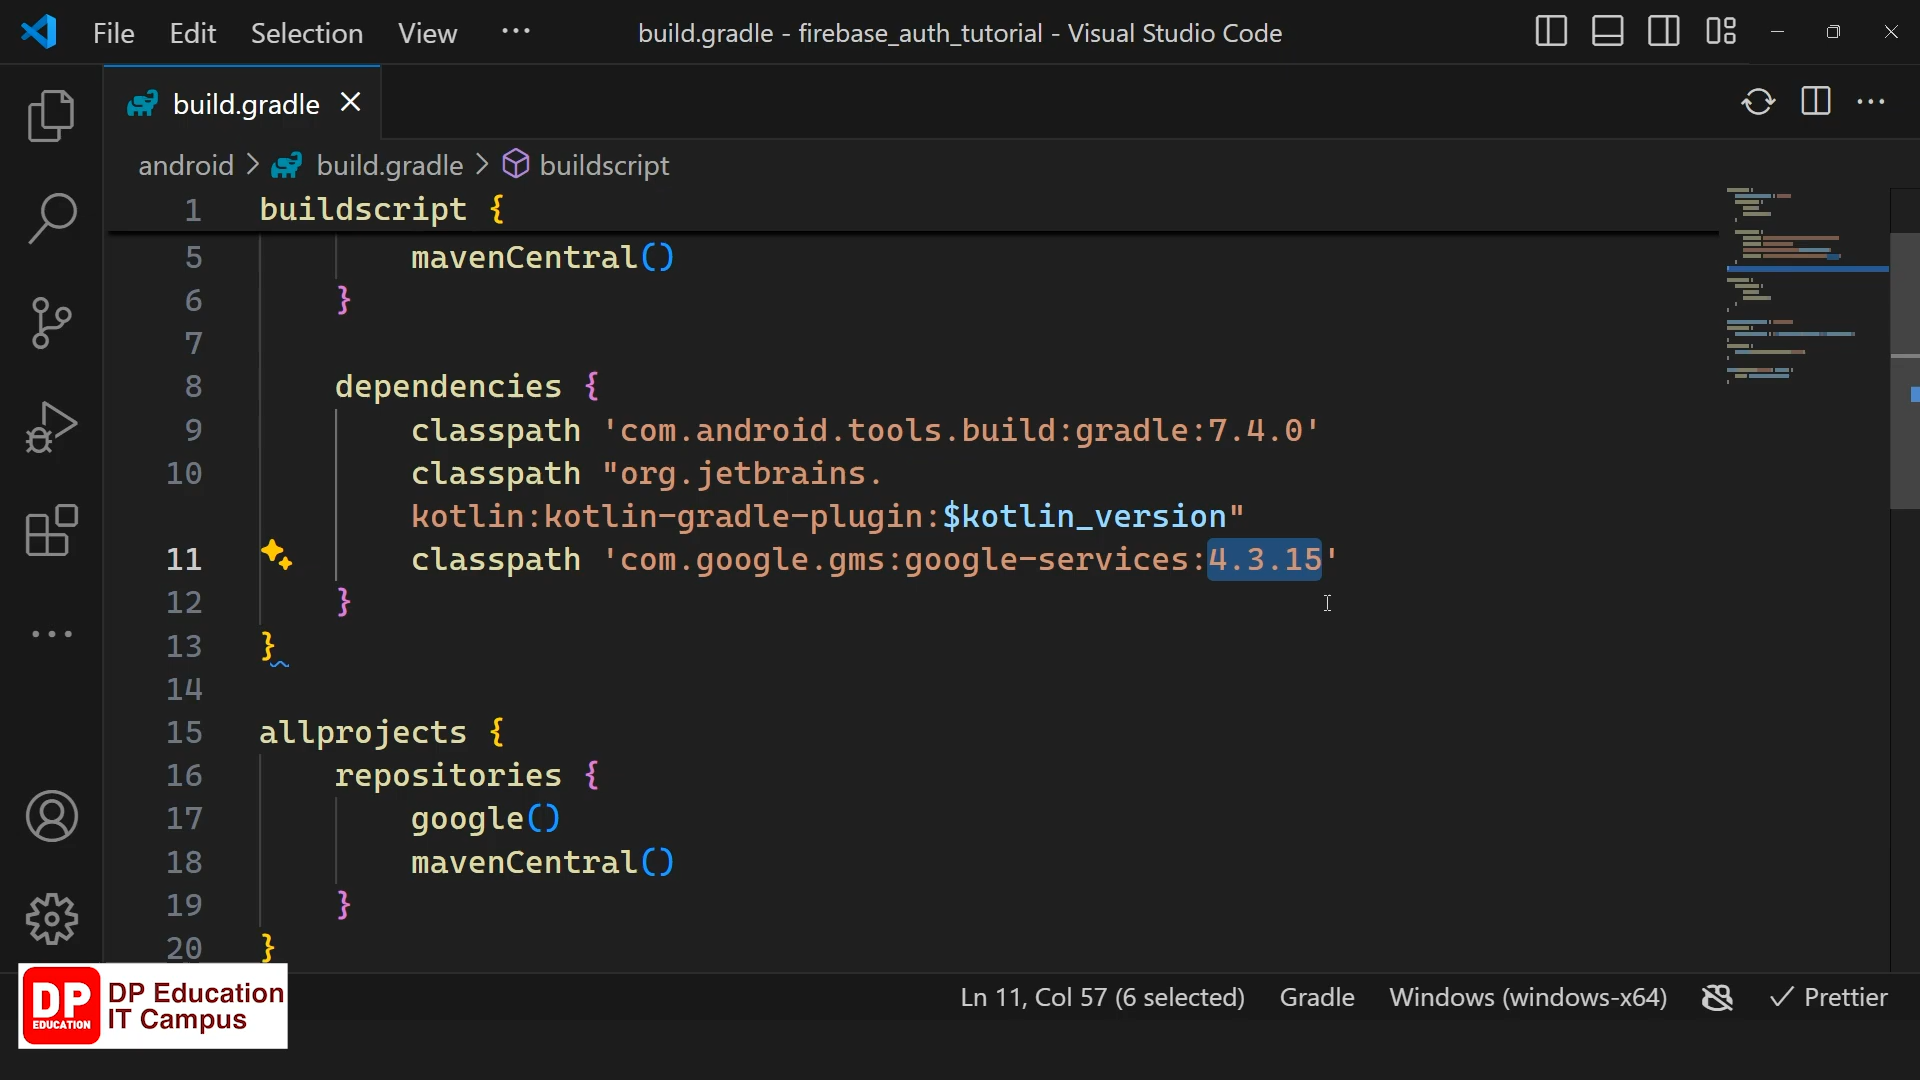 File Edit Selection View ... build.gradle - firebase_auth_tutorial - Visual Studio Code
build.gradle
android > build.gradle > buildscript
1 buildscript {
5 mavenCentral()
6 }
7
8 dependencies {
9 classpath 'com.android.tools.build:gradle:7.4.0'
10 classpath "org.jetbrains.
kotlin:kotlin-gradle-plugin:$kotlin_version"
11 classpath 'com.google.gms:google-services:4.3.15'
12 }
13 }
14
15 allprojects {
16 repositories {
17 google()
18 mavenCentral()
19 }
20 }
DP EDUCATION
DP Education
IT Campus
Ln 11, Col 57 (6 selected) Gradle Windows (windows-x64) Prettier